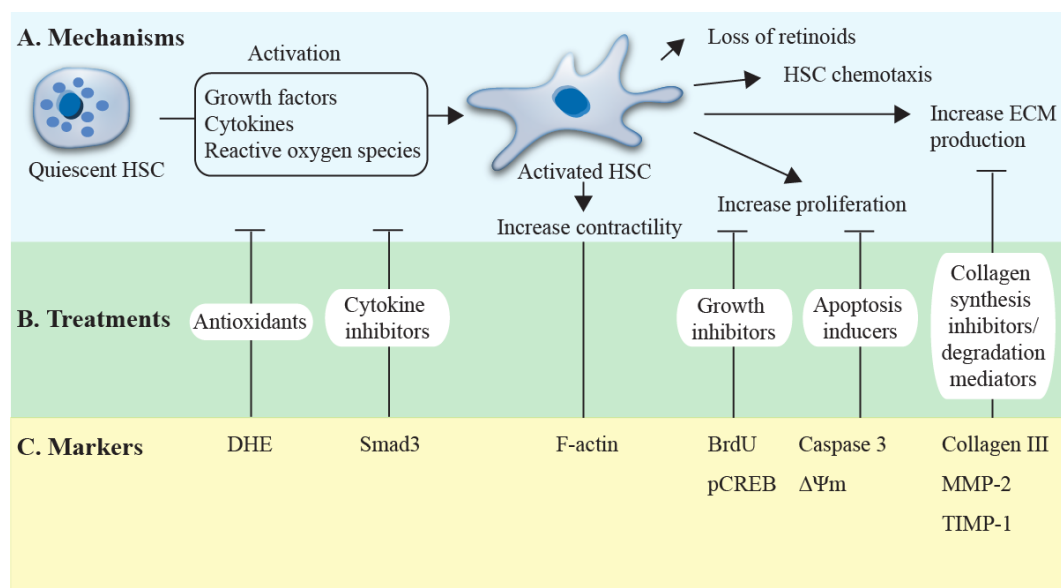 A. Mechanisms
Activation
Growth factors
Cytokines
Reactive oxygen species
Quiescent HSC
Activated HSC
Loss of retinoids
HSC chemotaxis
Increase ECM
production
Increase proliferation
Increase contractility
B. Treatments
Antioxidants
Cytokine
inhibitors
Growth
inhibitors
Apoptosis
inducers
Collagen
synthesis
inhibitors/
degradation
mediators
C. Markers
DHE
Smad3
F-actin
BrdU
pCREB
Caspase 3
ΔΨm
Collagen III
MMP-2
TIMP-1